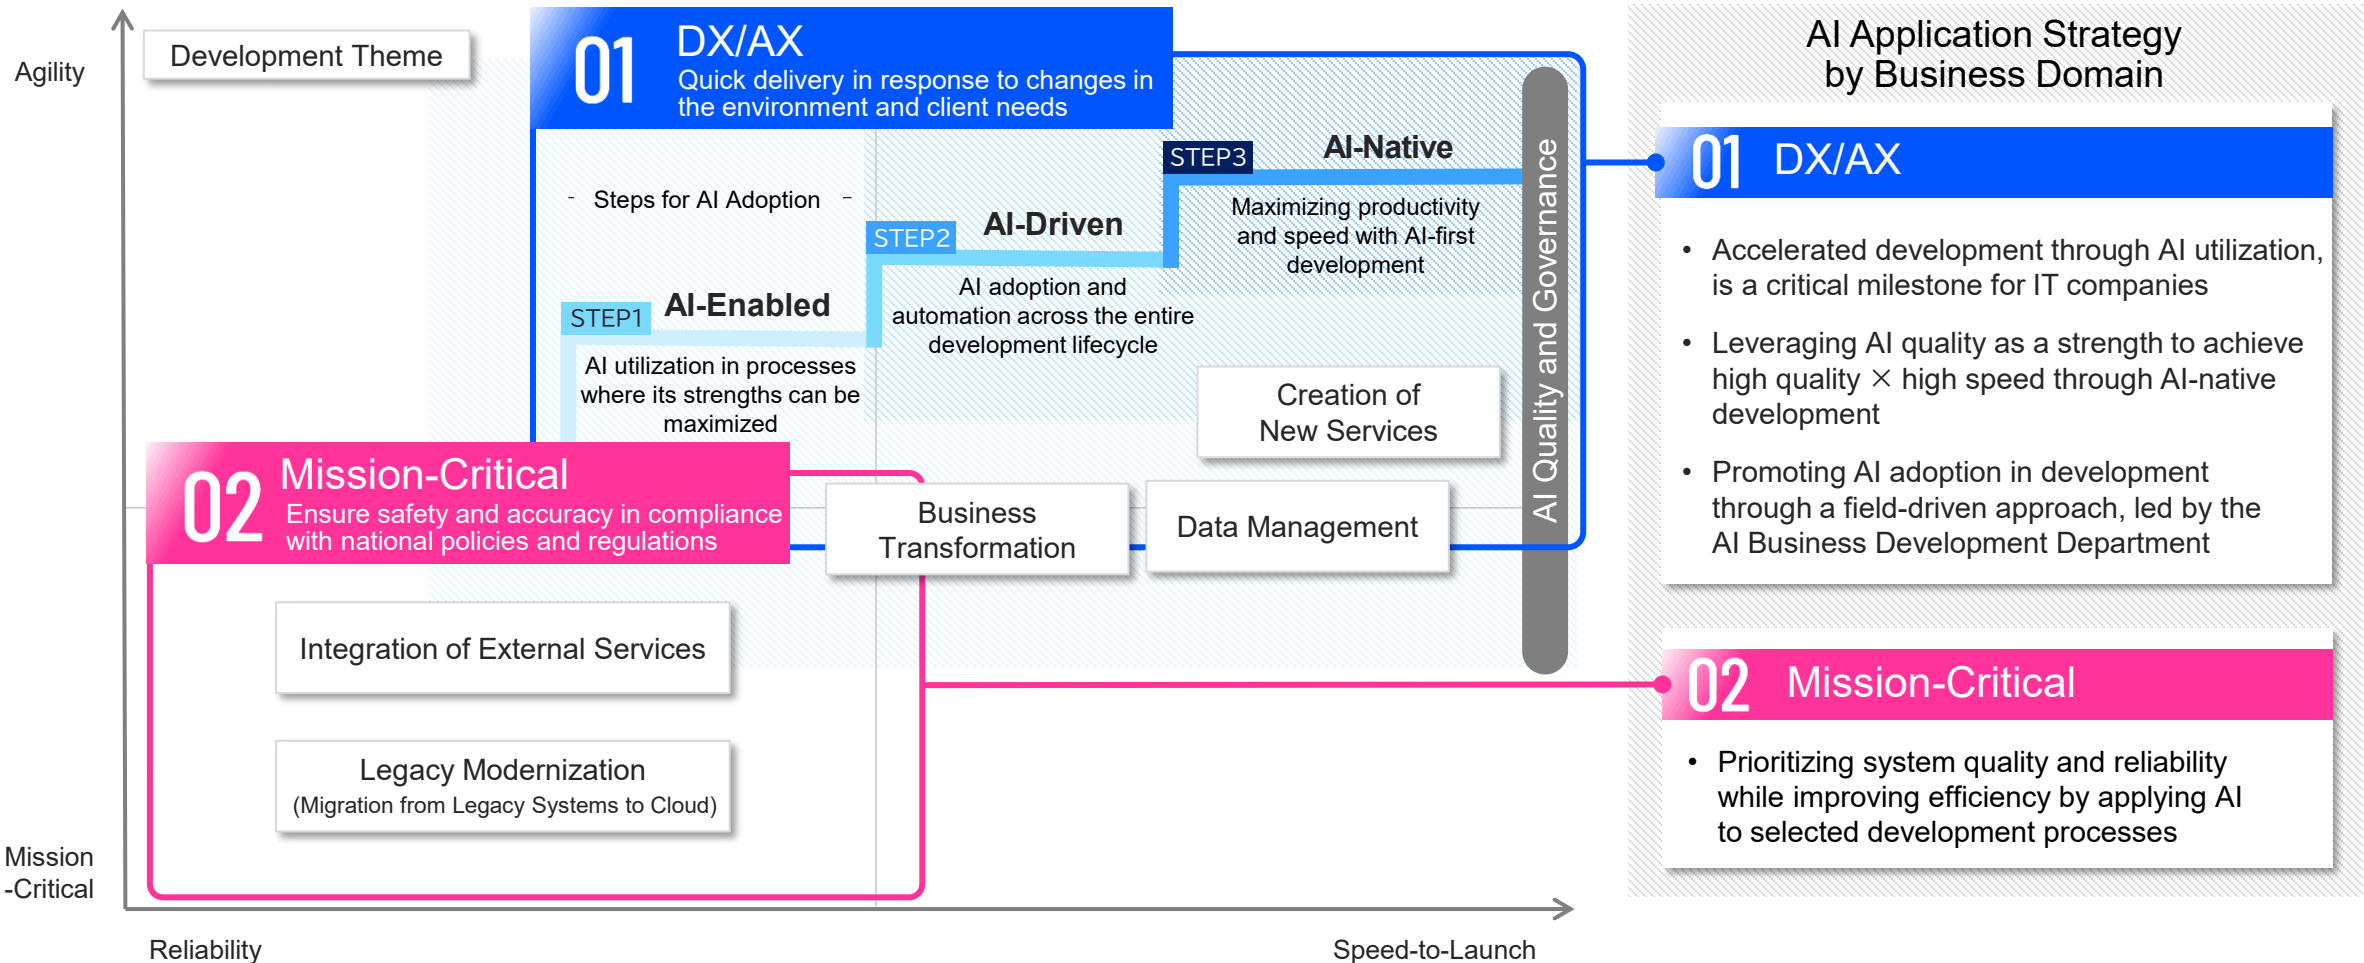 Agility
Development Theme
01
DX/AX
Quick delivery in response to changes in
the environment and client needs
- Steps for AI Adoption -
STEP1
AI-Enabled
AI utilization in processes
where its strengths can be
maximized
STEP2
AI-Driven
AI adoption and
automation across the entire
development lifecycle
STEP3
AI-Native
Maximizing productivity
and speed with AI-first
development
AI Quality and Governance
Creation of
New Services
02
Mission-Critical
Ensure safety and accuracy in compliance
with national policies and regulations
Business
Transformation
Data Management
Integration of External Services
Legacy Modernization
(Migration from Legacy Systems to Cloud)
Mission
-Critical
Reliability
Speed-to-Launch
AI Application Strategy
by Business Domain
01 DX/AX
• Accelerated development through AI utilization,
is a critical milestone for IT companies
• Leveraging AI quality as a strength to achieve
high quality × high speed through AI-native
development
• Promoting AI adoption in development
through a field-driven approach, led by the
AI Business Development Department
02 Mission-Critical
• Prioritizing system quality and reliability
while improving efficiency by applying AI
to selected development processes